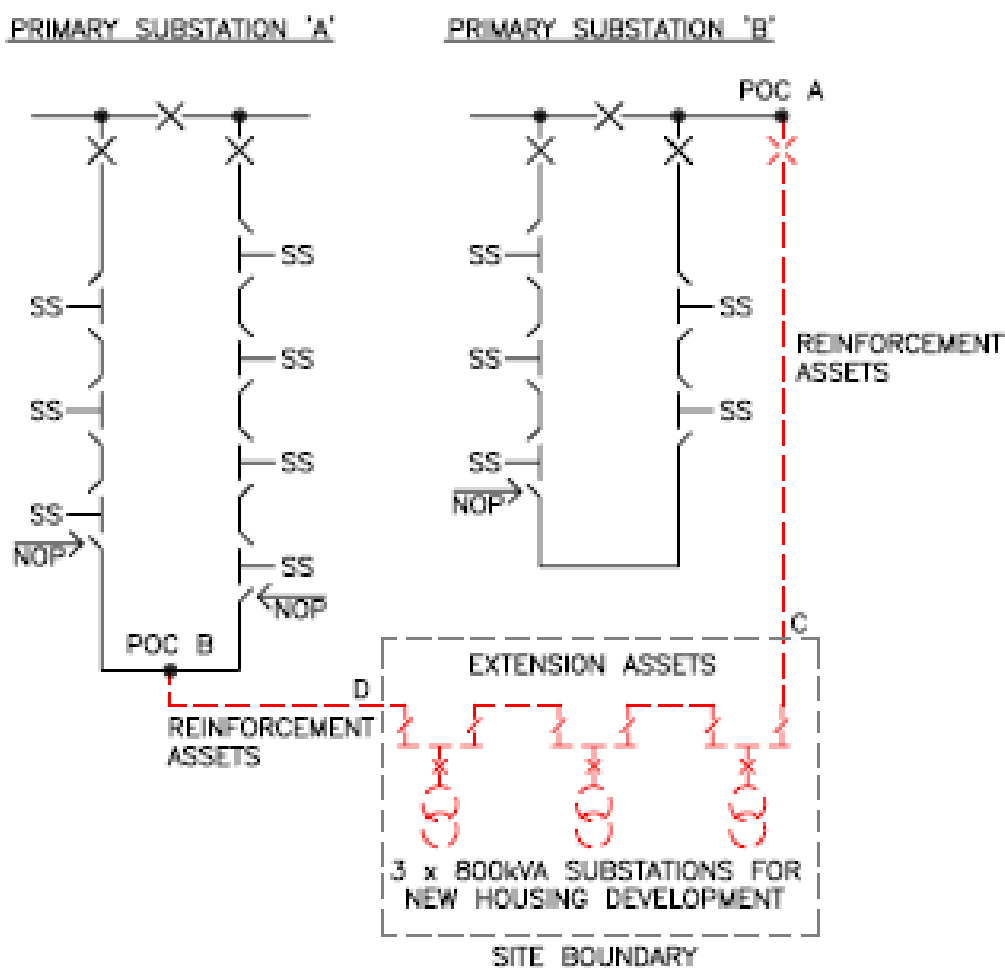 PRIMARY SUBSTATION 'A'
PRIMARY SUBSTATION 'B'
POC A
SS
SS
SS
SS
SS
SS
SS
REINFORCEMENT
ASSETS
SS
SS
SS
SS
SS
NOP
NOP
SS
NOP
POC B
C
EXTENSION ASSETS
D
REINFORCEMENT
ASSETS
3 x 800kVA SUBSTATIONS FOR
NEW HOUSING DEVELOPMENT
SITE BOUNDARY